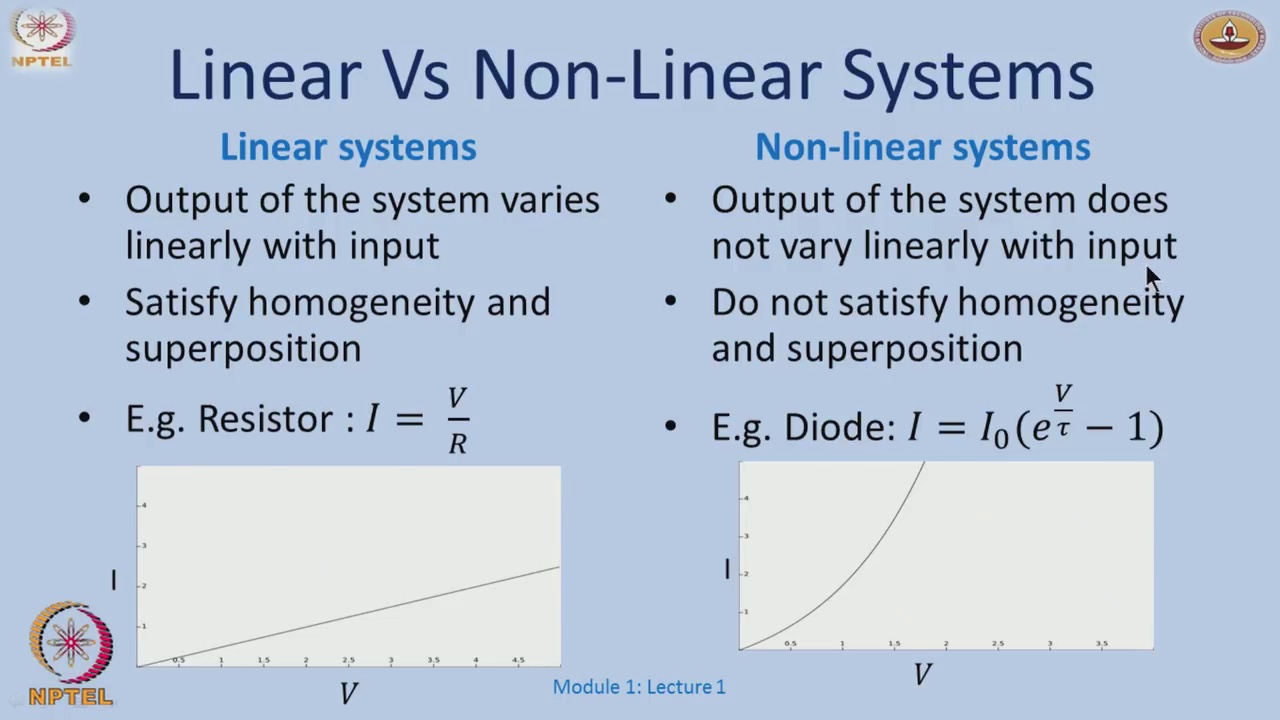 NPTEL
Linear Vs Non-Linear Systems
Linear systems
• Output of the system varies
linearly with input
• Satisfy homogeneity and
superposition
• E.g. Resistor : I = V/R
4
3
2
1
I
0.5 1 1.5 2 2.5 3 3.5 4 4.5
V
Non-linear systems
• Output of the system does
not vary linearly with input
• Do not satisfy homogeneity
and superposition
• E.g. Diode: I = I₀(e^(V/τ) − 1)
4
3
2
1
I
0.5 1 1.5 2 2.5 3 3.5
V
NPTEL
Module 1: Lecture 1